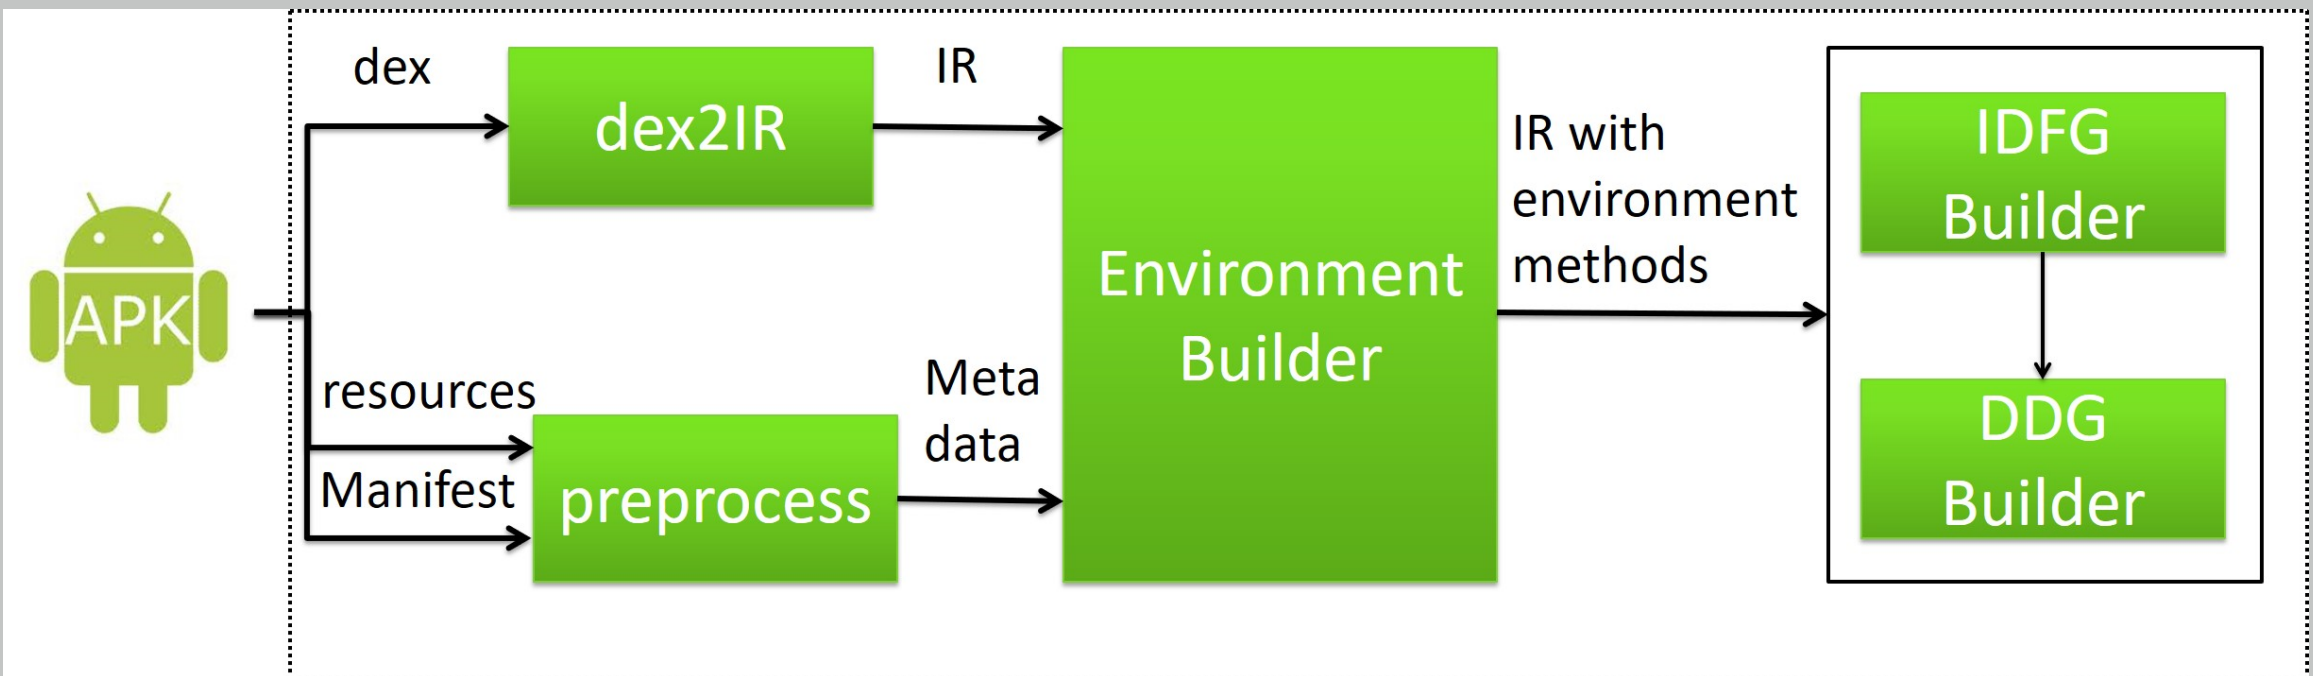 APK
dex
dex2IR
IR
resources
Manifest
preprocess
Meta
data
Environment
Builder
IR with
environment
methods
IDFG
Builder
DDG
Builder